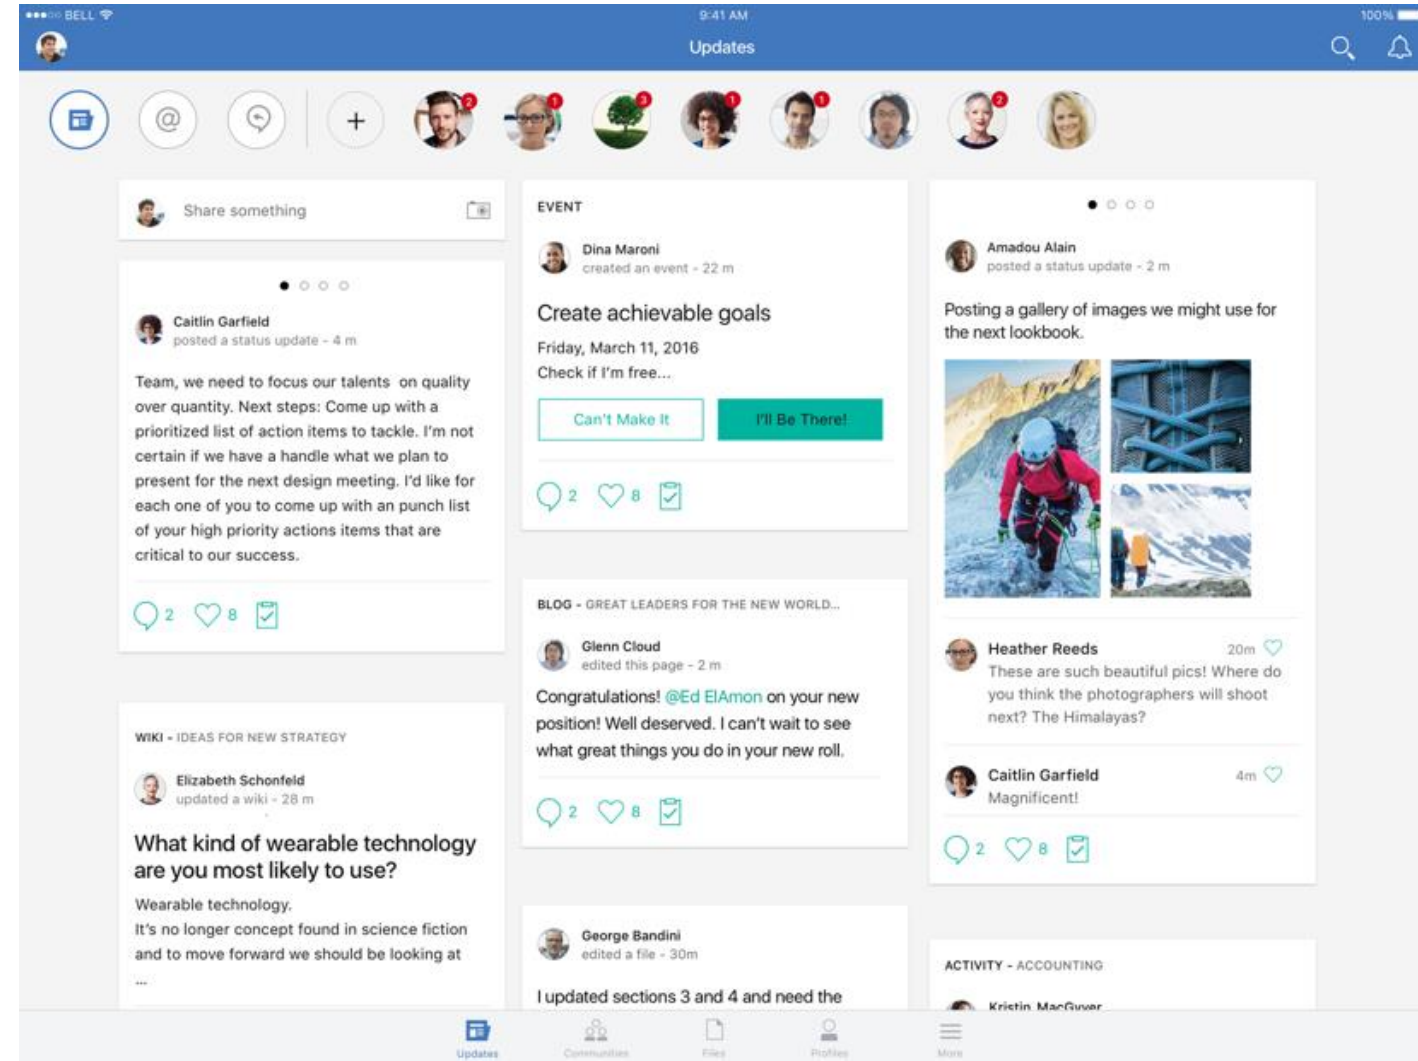 BELL
9:41 AM
100%
Updates
@
+
2
1
3
1
1
2
Share something
Caitlin Garfield
posted a status update - 4 m
Team, we need to focus our talents on quality
over quantity. Next steps: Come up with a
prioritized list of action items to tackle. I'm not
certain if we have a handle what we plan to
present for the next design meeting. I'd like for
each one of you to come up with an punch list
of your high priority actions items that are
critical to our success.
2 8
WIKI - IDEAS FOR NEW STRATEGY
Elizabeth Schonfeld
updated a wiki - 28 m
What kind of wearable technology
are you most likely to use?
Wearable technology.
It's no longer concept found in science fiction
and to move forward we should be looking at
...
EVENT
Dina Maroni
created an event - 22 m
Create achievable goals
Friday, March 11, 2016
Check if I'm free...
Can't Make It
I'll Be There!
2 8
BLOG - GREAT LEADERS FOR THE NEW WORLD...
Glenn Cloud
edited this page - 2 m
Congratulations! @Ed ElAmon on your new
position! Well deserved. I can't wait to see
what great things you do in your new roll.
2 8
George Bandini
edited a file - 30m
I updated sections 3 and 4 and need the
Amadou Alain
posted a status update - 2 m
Posting a gallery of images we might use for
the next lookbook.
Heather Reeds 20m
These are such beautiful pics! Where do
you think the photographers will shoot
next? The Himalayas?
Caitlin Garfield 4m
Magnificent!
2 8
ACTIVITY - ACCOUNTING
Kristin MacGuyer
Updates
Communities
Files
Profiles
More